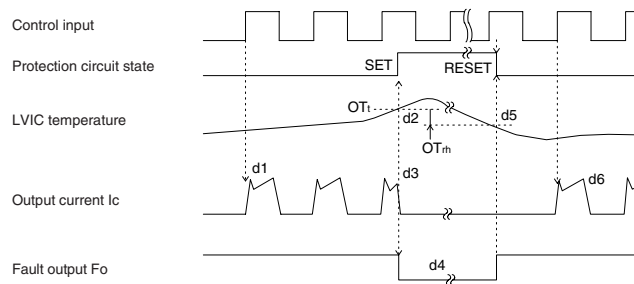 Control input
Protection circuit state
SET
RESET
LVIC temperature
OTt
d2
d5
OTrh
Output current Ic
d1
d3
d6
Fault output Fo
d4